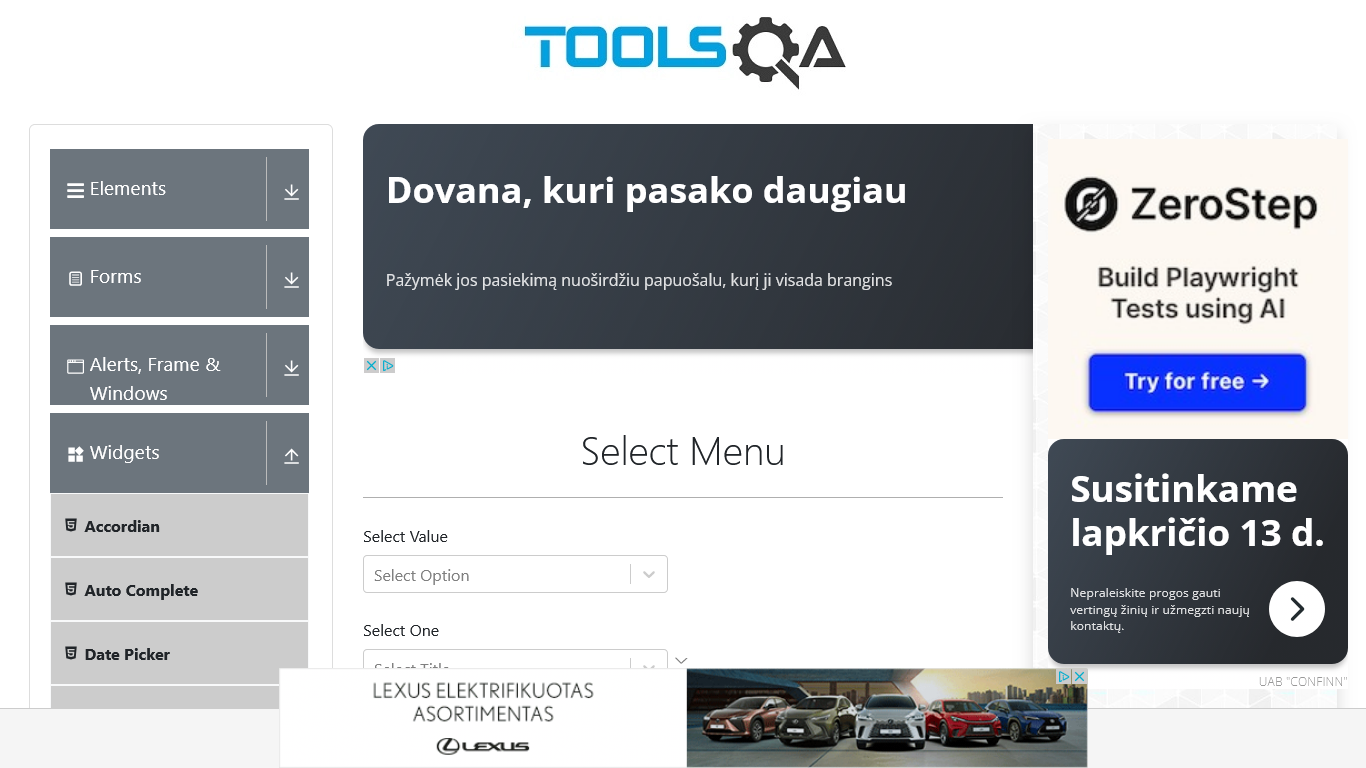 TOOLSQA
Elements
Forms
Alerts, Frame &
Windows
Widgets
Accordian
Auto Complete
Date Picker
Dovana, kuri pasako daugiau
Pažymėk jos pasiekimą nuoširdžiu papuošalu, kurį ji visada brangins
Select Menu
Select Value
Select Option
Select One
Select Title
ZeroStep
Build Playwright
Tests using AI
Try for free →
Susitinkame
lapkričio 13 d.
Nepraleiskite progos gauti
vertingų žinių ir užmegzti naujų
kontaktų.
UAB "CONFINN"
LEXUS ELEKTRIFIKUOTAS
ASORTIMENTAS
LEXUS